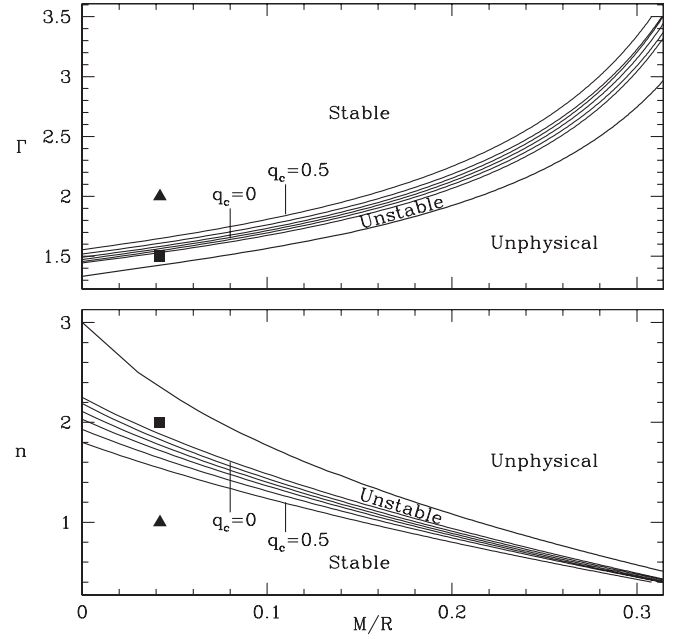 3.5
3
Stable
2.5
Γ
q_c=0.5
q_c=0
2
Unstable
Unphysical
1.5
3
2
n
Unphysical
Unstable
q_c=0
q_c=0.5
1
Stable
0
0.1
0.2
0.3
M/R